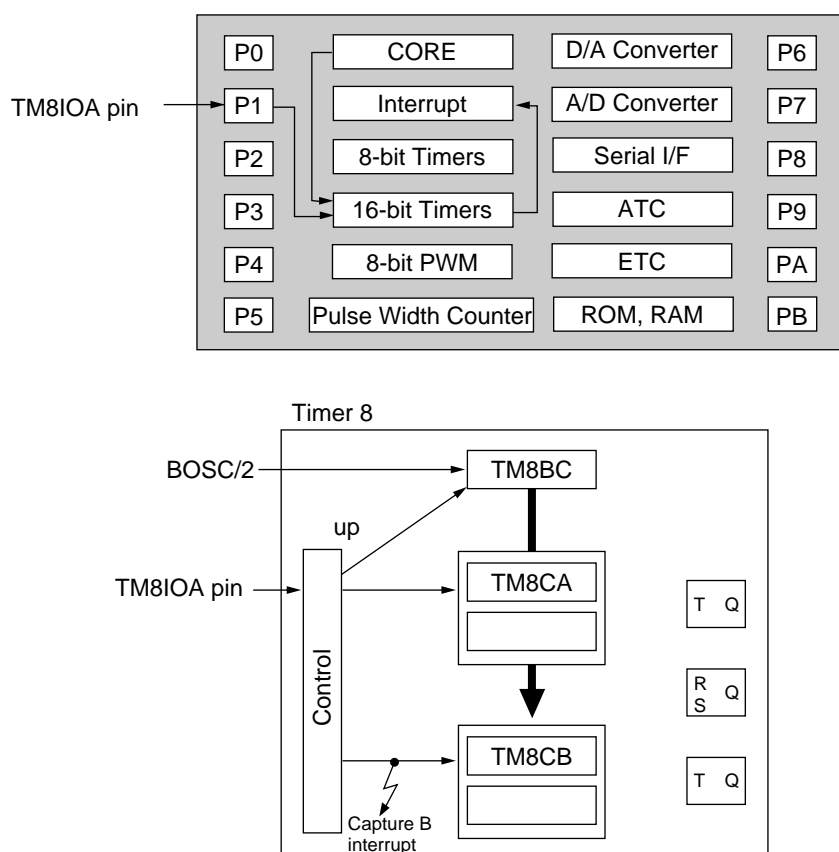 P0 CORE D/A Converter P6
TM8IOA pin P1 Interrupt A/D Converter P7
P2 8-bit Timers Serial I/F P8
P3 16-bit Timers ATC P9
P4 8-bit PWM ETC PA
P5 Pulse Width Counter ROM, RAM PB
Timer 8
BOSC/2 TM8BC
up
TM8IOA pin TM8CA
T Q
Control
R Q
S
TM8CB
T Q
Capture B
interrupt